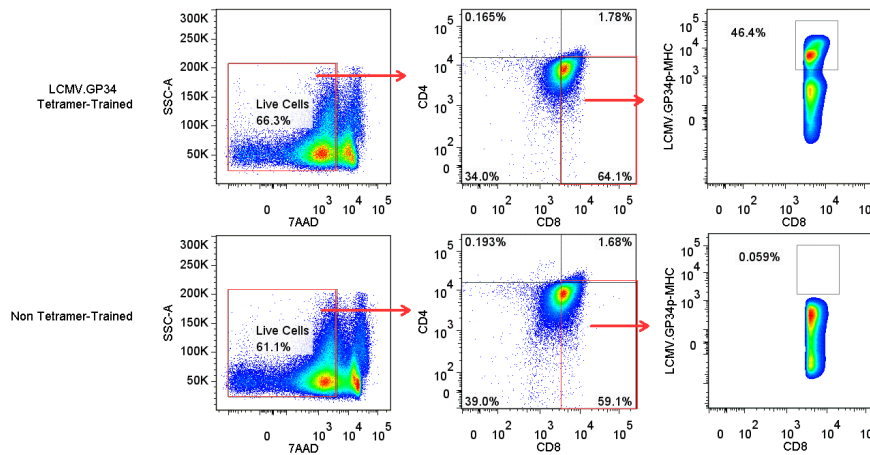 LCMV.GP34
Tetramer-Trained
SSC-A
300K
250K
200K
150K
100K
50K
Live Cells
66.3%
0
10^3
10^4
10^5
7AAD
CD4
10^5
10^4
10^3
10^2
0
0.165%
1.78%
34.0%
64.1%
0
10^2
10^3
10^4
10^5
CD8
LCMV.GP34p-MHC
10^5
10^4
10^3
0
46.4%
0
10^2
10^3
10^4
10^5
CD8
Non Tetramer-Trained
SSC-A
300K
250K
200K
150K
100K
50K
Live Cells
61.1%
0
10^3
10^4
10^5
7AAD
CD4
10^5
10^4
10^3
10^2
0
0.193%
1.68%
39.0%
59.1%
0
10^2
10^3
10^4
10^5
CD8
LCMV.GP34p-MHC
10^5
10^4
10^3
0
0.059%
0
10^2
10^3
10^4
10^5
CD8